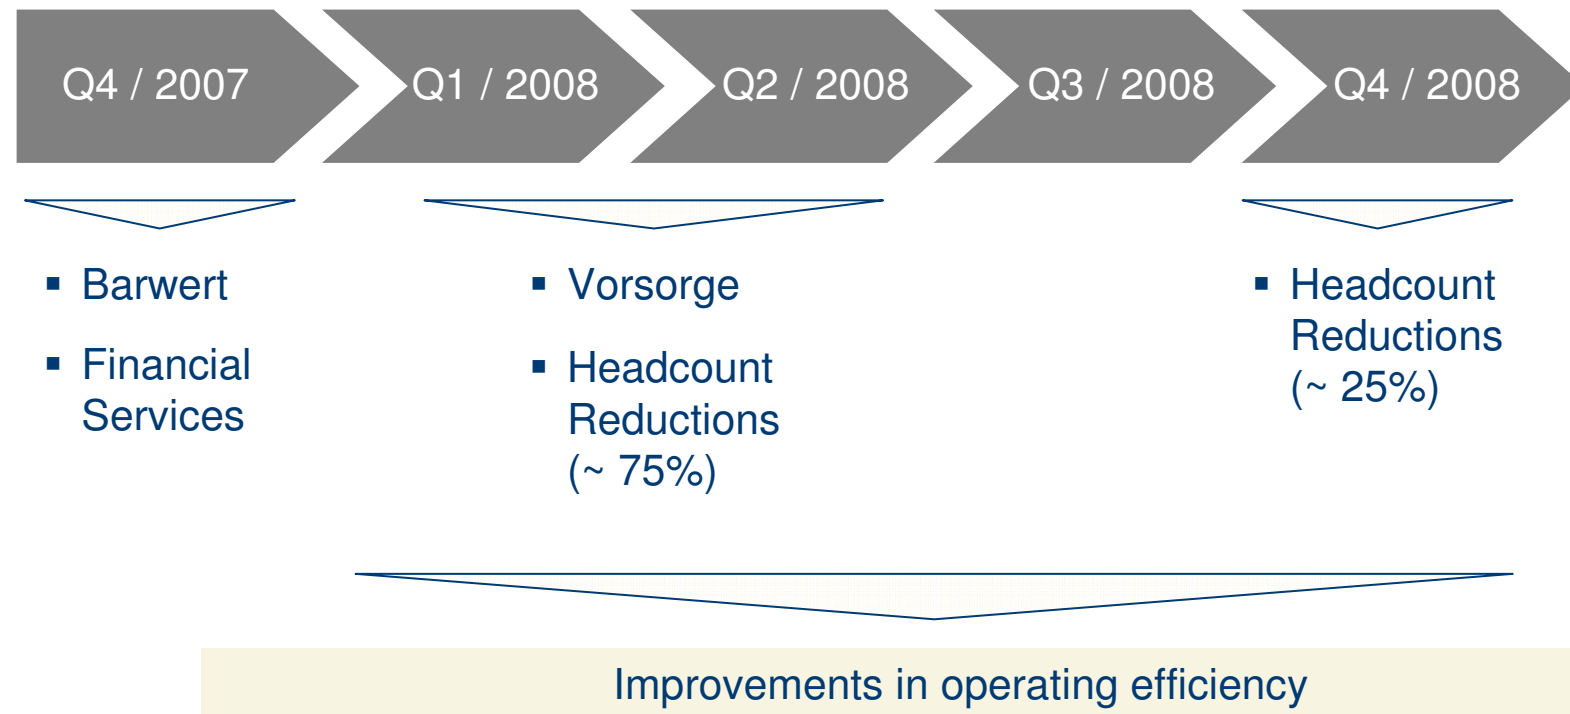 Q4 / 2007
Q1 / 2008
Q2 / 2008
Q3 / 2008
Q4 / 2008
▪ Barwert
▪ Financial
Services
▪ Vorsorge
▪ Headcount
Reductions
(~ 75%)
▪ Headcount
Reductions
(~ 25%)
Improvements in operating efficiency